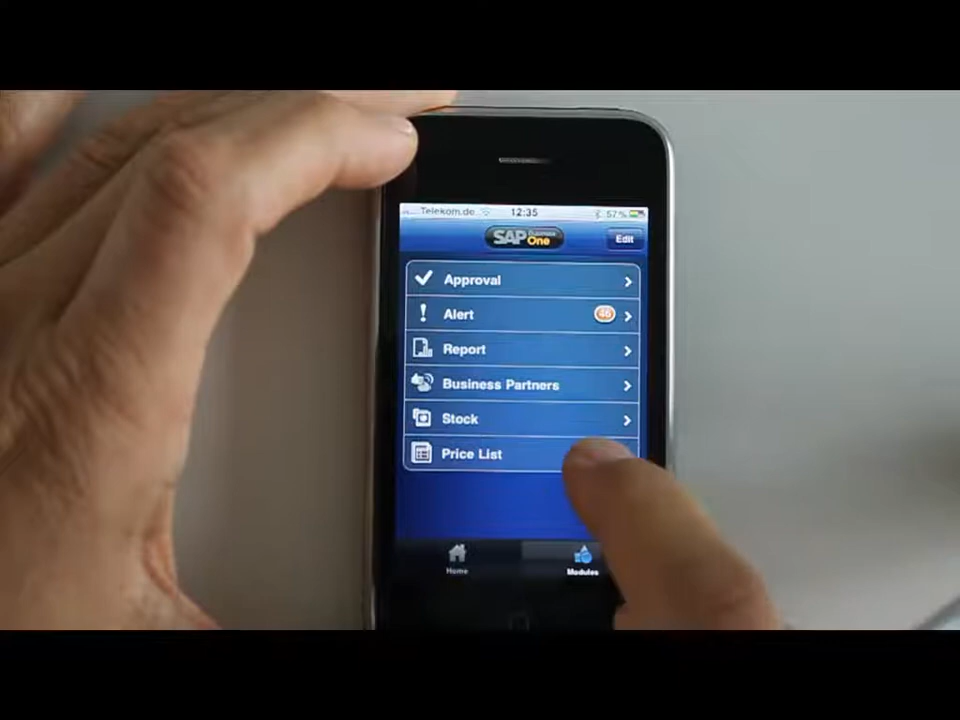 Telekom.de 12:35 57%
SAP Business One Edit
Approval
Alert 46
Report
Business Partners
Stock
Price List
Home Modules